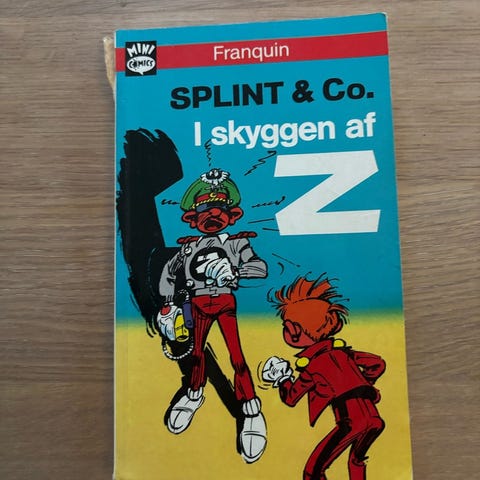 MINI
COMICS
Franquin
SPLINT & Co.
I skyggen af
Z